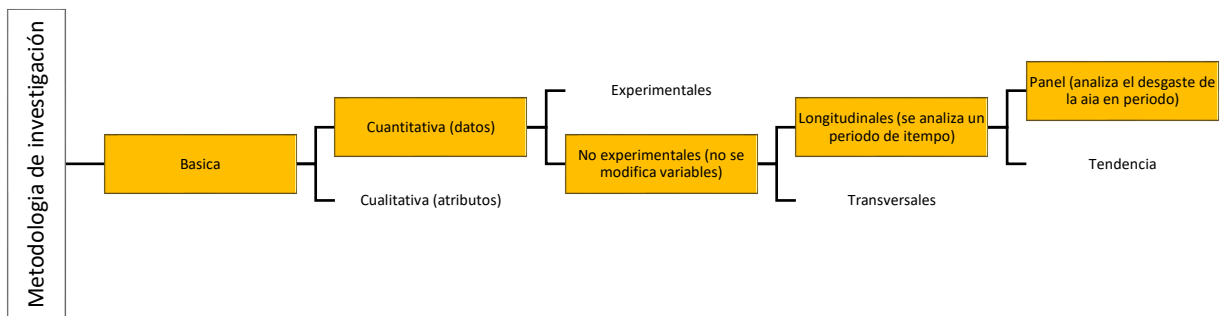 Metodologia de investigación
Basica
Cuantitativa (datos)
Cualitativa (atributos)
Experimentales
No experimentales (no se
modifica variables)
Longitudinales (se analiza un
periodo de itempo)
Transversales
Panel (analiza el desgaste de
la aia en periodo)
Tendencia